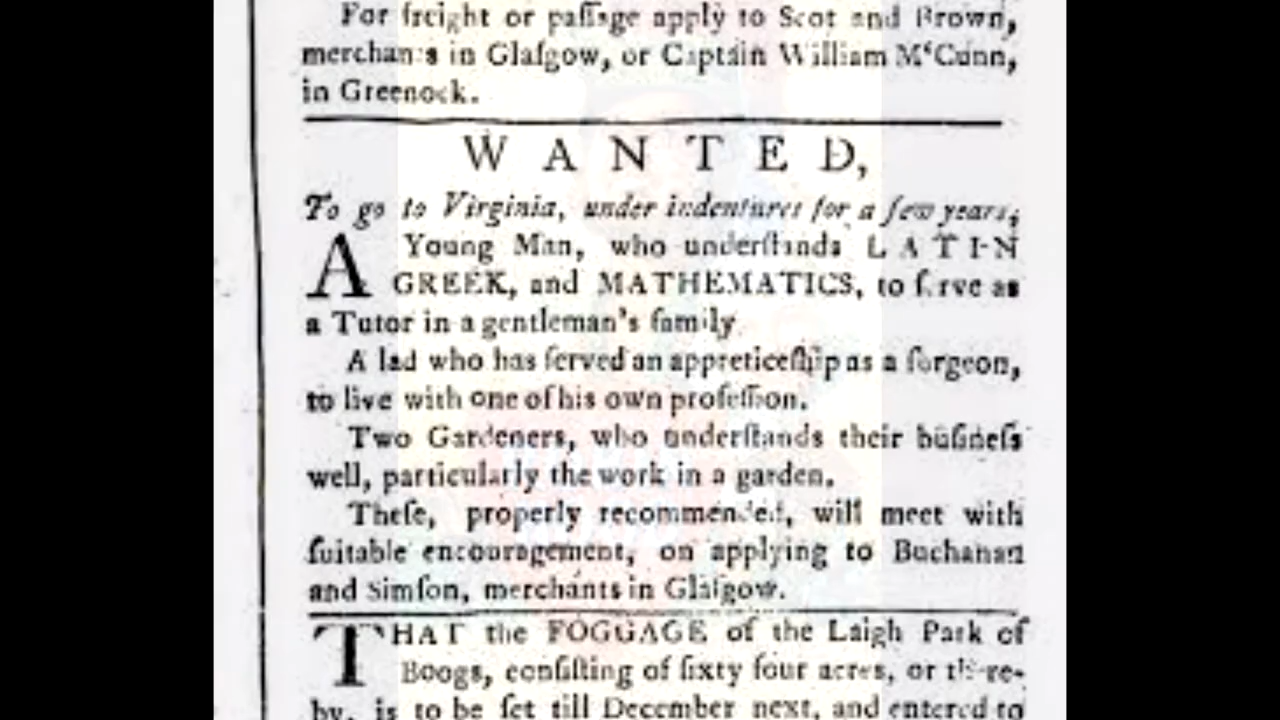 For freight or paſſage apply to Scot and Brown,
merchants in Glaſgow, or Captain William M‘Cunn,
in Greenock.
WANTED,
To go to Virginia, under indentures for a few years,
A Young Man, who underſtands LATIN
GREEK, and MATHEMATICS, to ſerve as
a Tutor in a gentleman's family
A lad who has ſerved an appreticeſhip as a ſurgeon,
to live with one of his own profeſſion.
Two Gardeners, who underſtands their buſineſs
well, particularly the work in a garden.
Theſe, properly recommended, will meet with
ſuitable encouragement, on applying to Buchanan
and Simſon, merchants in Glaſgow.
THAT the FOGGAGE of the Laigh Park of
Boogs, conſiſting of ſixty four acres, or there-
by, is to be ſet till December next, and entered to